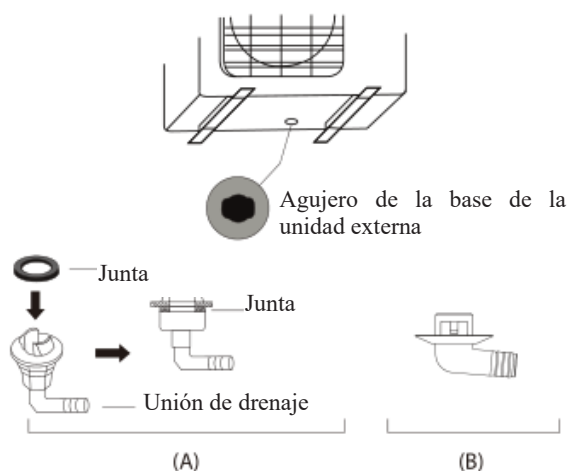 Agujero de la base de la
unidad externa
Junta
Junta
Unión de drenaje
(A)
(B)